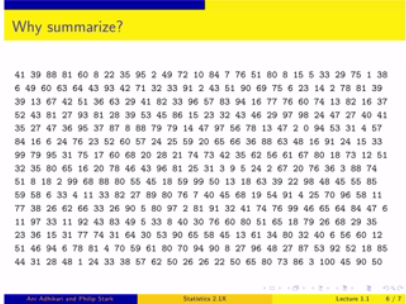 Why summarize?
41 39 88 81 60 8 22 35 95 2 49 72 10 84 7 76 51 80 8 15 5 33 29 75 1 38
6 49 60 63 64 43 93 42 71 32 33 91 2 43 51 90 69 75 6 23 14 2 78 81 39
39 13 67 42 51 36 63 29 41 82 33 96 57 83 94 16 77 76 60 74 13 82 16 37
52 43 81 27 93 81 28 39 53 45 86 15 23 32 43 46 29 97 98 24 47 27 40 41
35 27 47 36 95 37 87 8 88 79 79 14 47 97 56 78 13 47 2 0 94 53 31 4 57
84 16 6 24 76 23 52 60 57 24 25 59 20 65 66 36 88 63 48 16 91 24 15 33
99 79 95 31 75 17 60 68 20 28 21 74 73 42 35 62 56 61 67 80 18 73 12 51
32 35 80 65 16 20 78 46 43 96 81 25 31 3 9 5 24 2 67 20 76 36 3 88 74
51 8 18 2 99 68 88 80 55 45 18 59 99 50 13 18 63 39 22 98 48 45 55 85
59 58 6 33 4 11 33 82 27 89 80 76 7 40 45 68 19 54 91 4 25 70 96 58 11
77 38 26 62 66 33 26 90 5 80 97 2 81 91 32 41 74 76 99 46 65 64 84 47 6
11 97 33 11 92 43 83 49 5 33 8 40 30 76 60 80 51 65 18 79 26 68 29 35
23 36 15 31 77 74 31 64 30 53 90 65 58 45 13 61 34 80 32 40 6 56 60 12
51 46 94 6 78 81 4 70 59 61 80 70 94 90 8 27 96 48 27 87 53 92 52 18 85
44 31 28 48 1 24 33 38 57 62 50 26 26 22 50 65 80 73 86 3 100 45 90 50
Ani Adhikari and Philip Stark
Statistics 2.1X
Lecture 1.1
4 / 7